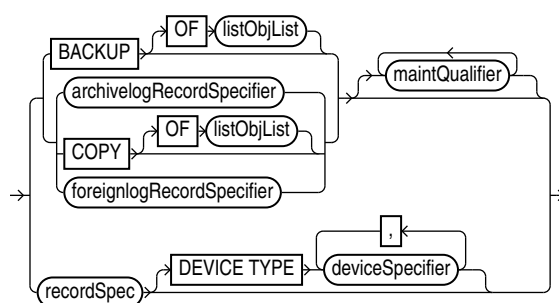 OF listObjList
BACKUP
maintQualifier
archivelogRecordSpecifier
OF listObjList
COPY
foreignlogRecordSpecifier
,
DEVICE TYPE deviceSpecifier
recordSpec